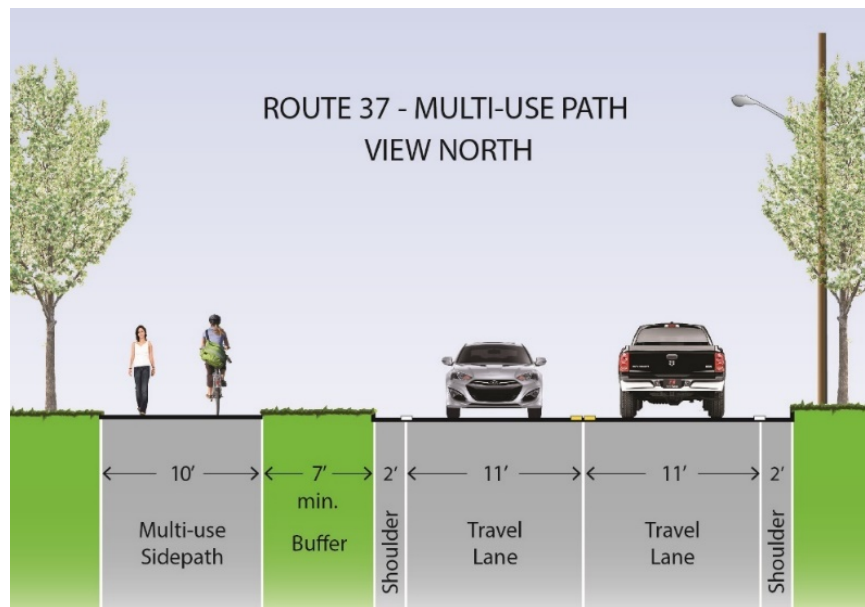 ROUTE 37 - MULTI-USE PATH
VIEW NORTH
10’
7’
2’
11’
11’
2’
min.
Multi-use
Sidepath
Buffer
Shoulder
Travel
Lane
Travel
Lane
Shoulder